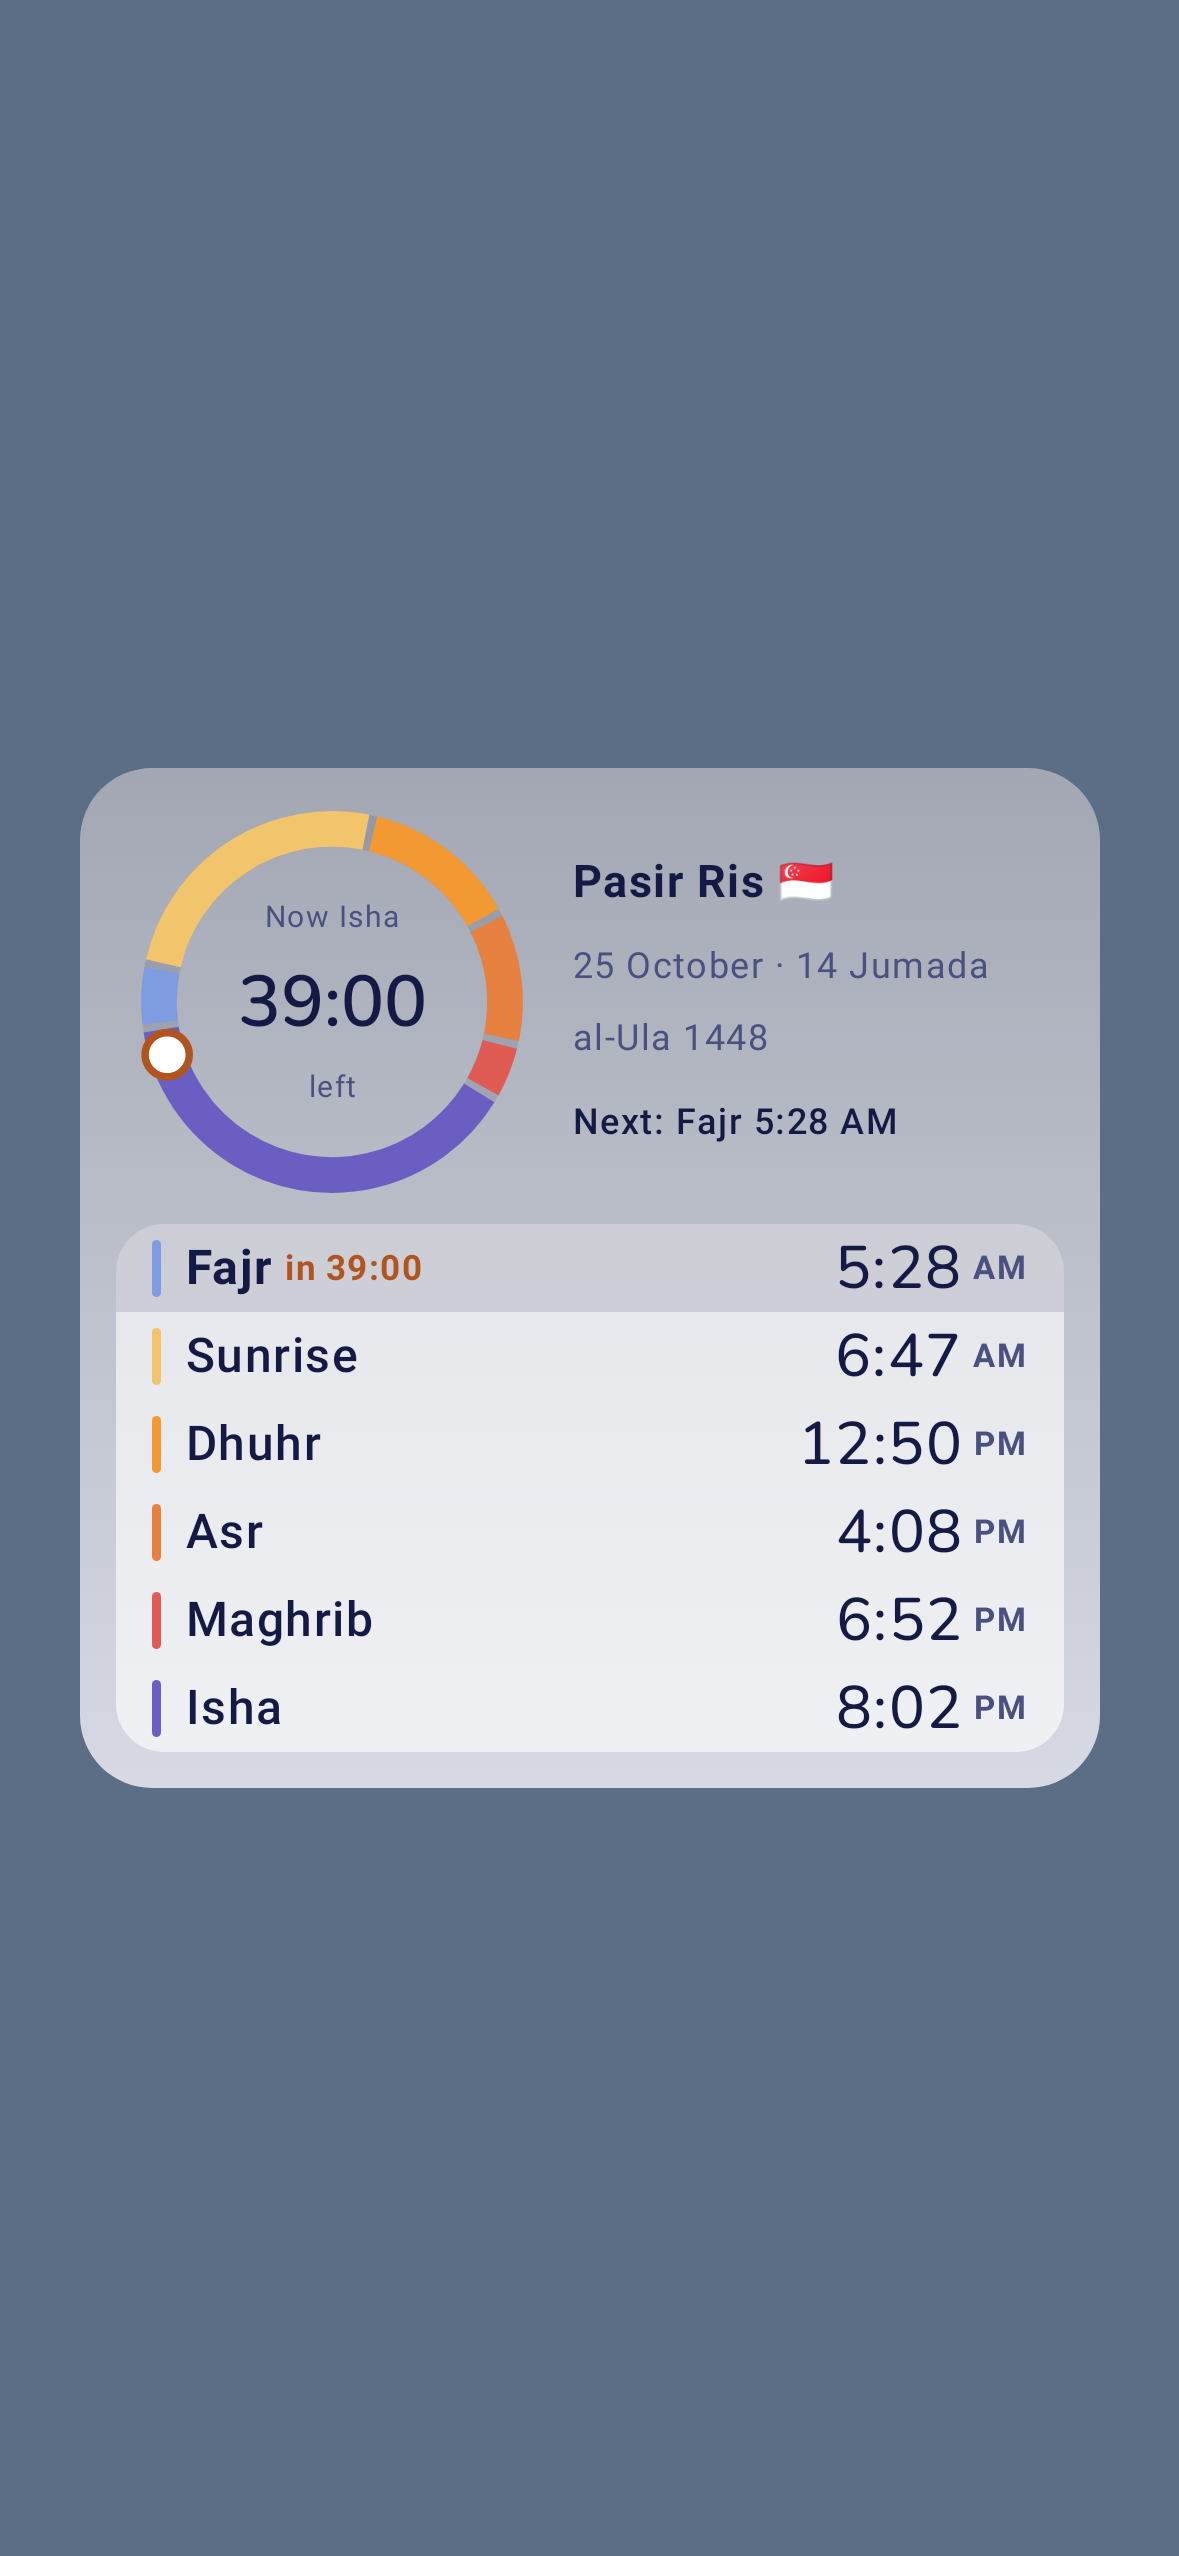 Now Isha
39:00
left
Pasir Ris 🇸🇬
25 October · 14 Jumada
al-Ula 1448
Next: Fajr 5:28 AM
Fajr in 39:00 5:28 AM
Sunrise 6:47 AM
Dhuhr 12:50 PM
Asr 4:08 PM
Maghrib 6:52 PM
Isha 8:02 PM